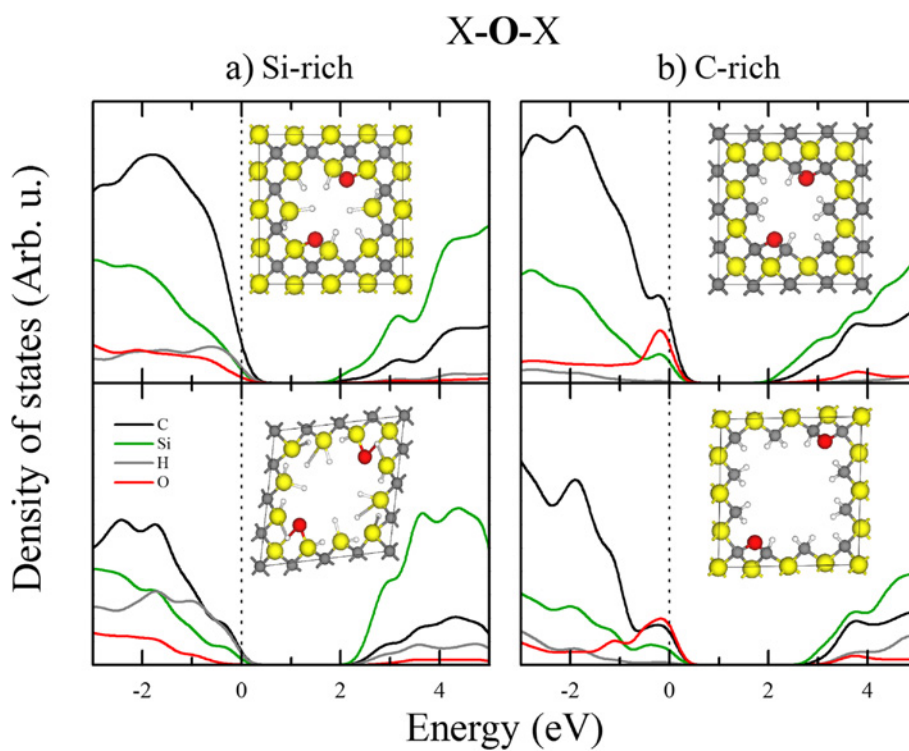 X-O-X
a) Si-rich
b) C-rich
Density of states (Arb. u.)
C
Si
H
O
-2 0 2 4
-2 0 2 4
Energy (eV)